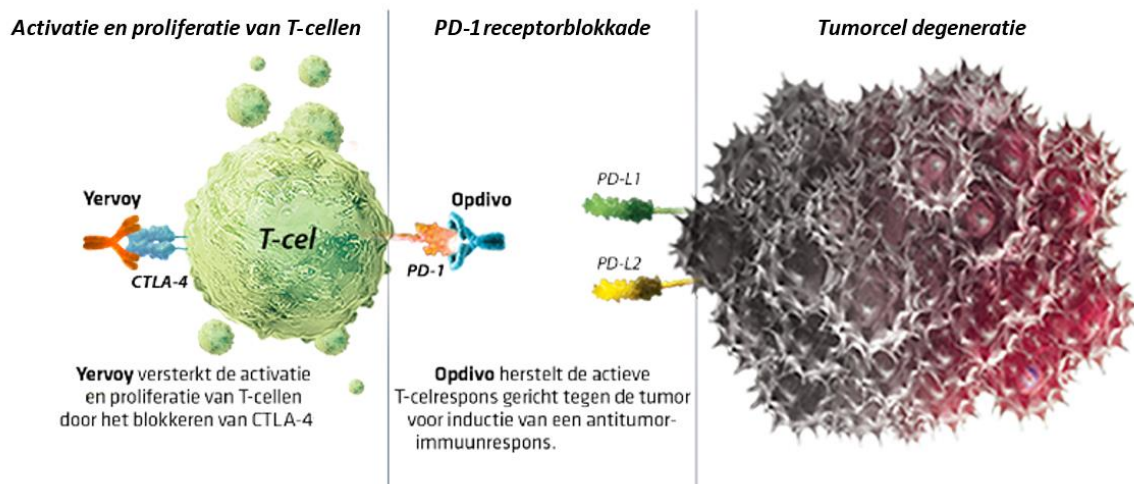 Activatie en proliferatie van T-cellen
PD-1 receptorblokkade
Tumorcel degeneratie
Yervoy
CTLA-4
T-cel
PD-1
Opdivo
PD-L1
PD-L2
Yervoy versterkt de activatie
en proliferatie van T-cellen
door het blokkeren van CTLA-4
Opdivo herstelt de actieve
T-celrespons gericht tegen de tumor
voor inductie van een antitumor-
immuunrespons.